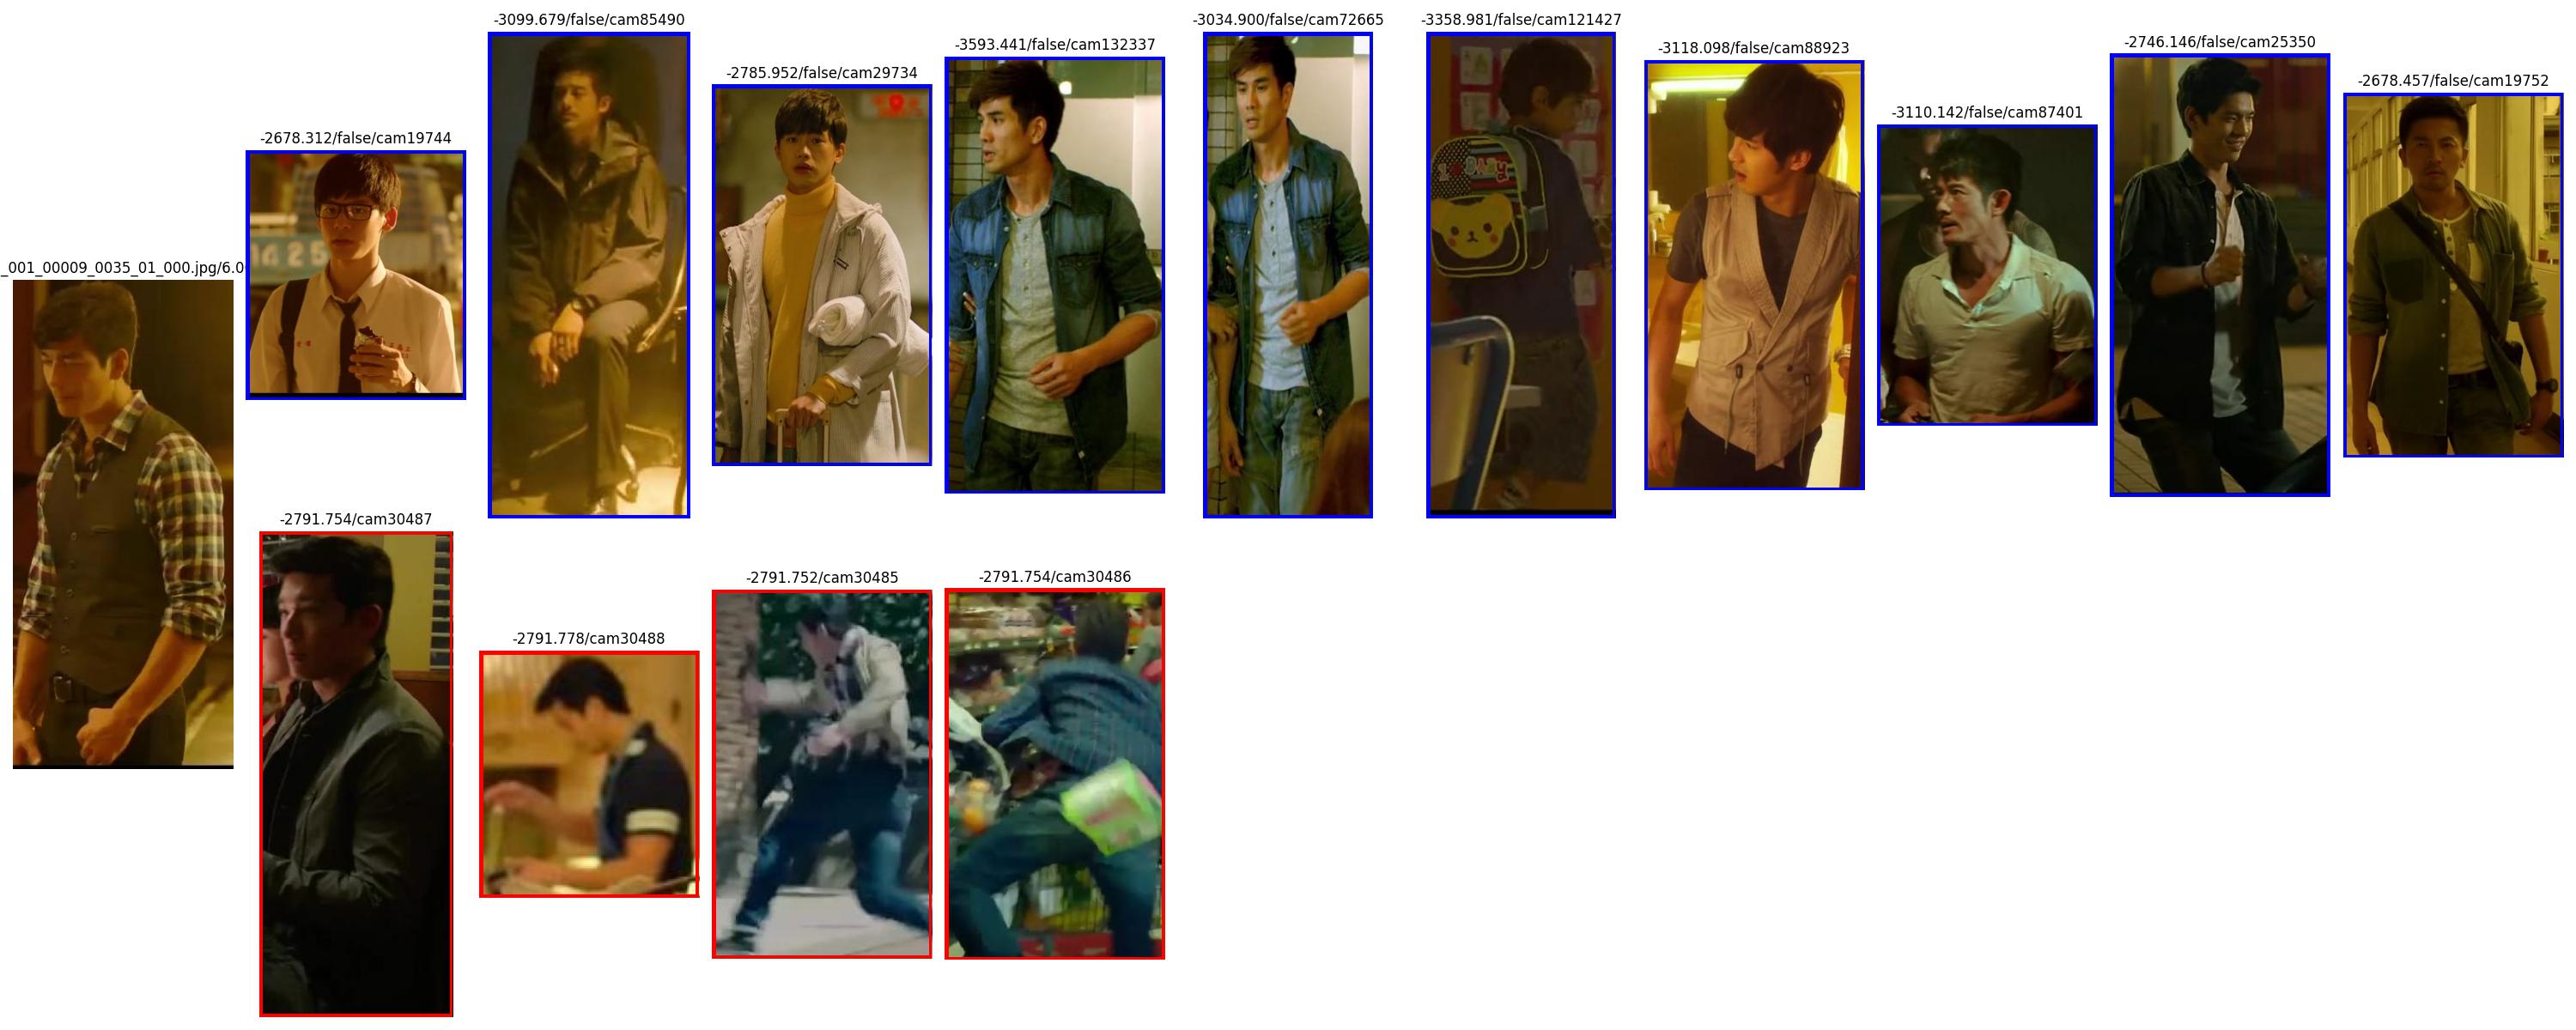 -3099.679/false/cam85490
-3034.900/false/cam72665
-3358.981/false/cam121427
-3593.441/false/cam132337
-2746.146/false/cam25350
-3118.098/false/cam88923
-2785.952/false/cam29734
-2678.457/false/cam19752
-3110.142/false/cam87401
-2678.312/false/cam19744
_001_00009_0035_01_000.jpg/6.0
-2791.754/cam30487
-2791.752/cam30485
-2791.754/cam30486
-2791.778/cam30488